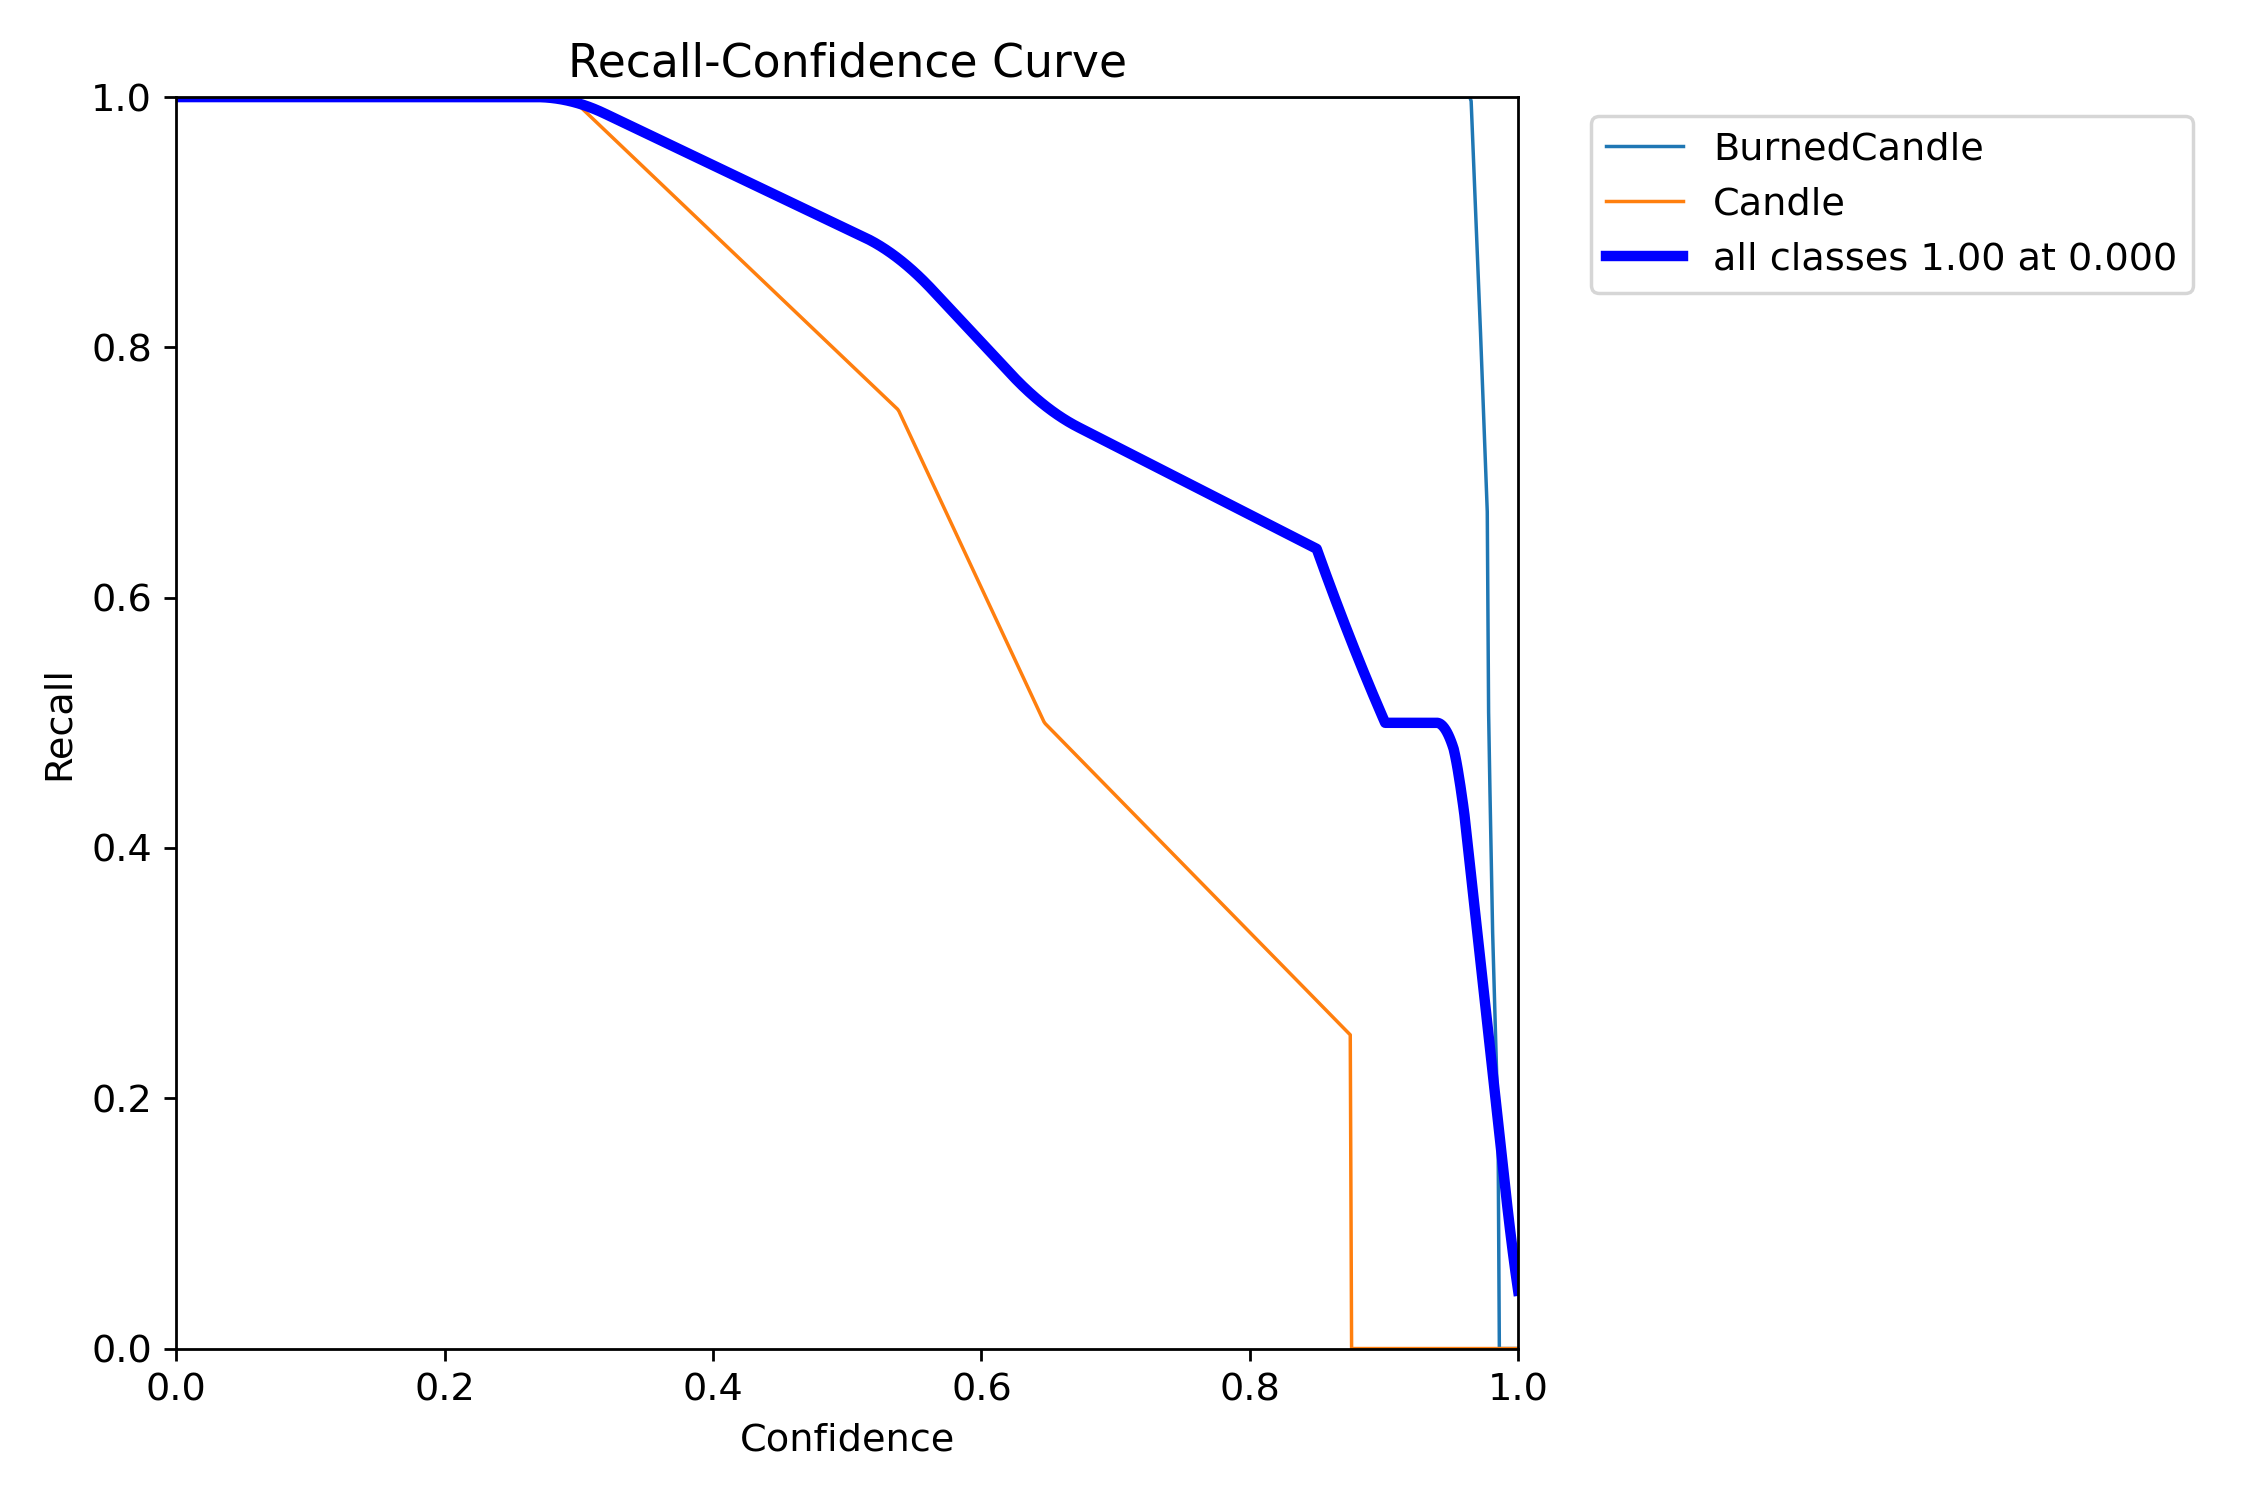 Recall-Confidence Curve
1.0
0.8
0.6
0.4
0.2
0.0
Recall
0.0 0.2 0.4 0.6 0.8 1.0
Confidence
BurnedCandle
Candle
all classes 1.00 at 0.000